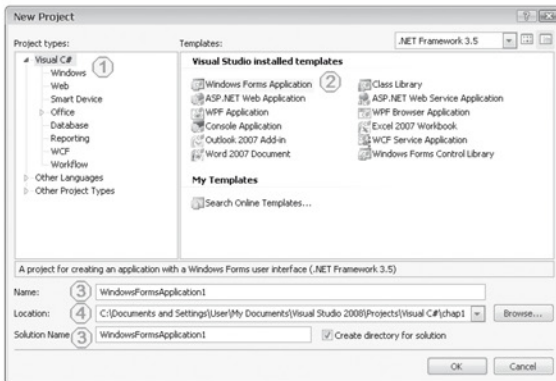 New Project
Project types:
Templates:
.NET Framework 3.5
Visual C#
Windows
Web
Smart Device
Office
Database
Reporting
WCF
Workflow
Other Languages
Other Project Types
1
Visual Studio installed templates
Windows Forms Application
2
Class Library
ASP.NET Web Application
ASP.NET Web Service Application
WPF Application
WPF Browser Application
Console Application
Excel 2007 Workbook
Outlook 2007 Add-in
WCF Service Application
Word 2007 Document
Windows Forms Control Library
My Templates
Search Online Templates...
A project for creating an application with a Windows Forms user interface (.NET Framework 3.5)
Name: 3 WindowsFormsApplication1
Location: 4 C:\Documents and Settings\User\My Documents\Visual Studio 2008\Projects\Visual C#\chap1 Browse...
Solution Name 3 WindowsFormsApplication1 Create directory for solution
OK Cancel